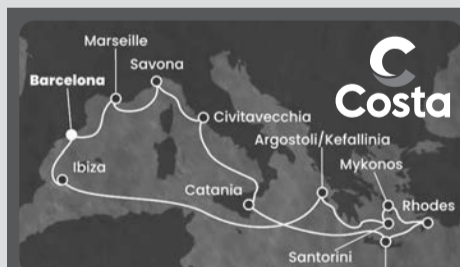 Marseille
Savona
Barcelona
Civitavecchia
Costa
Argostoli/Kefallinia
Mykonos
Ibiza
Catania
Rhodes
Santorini